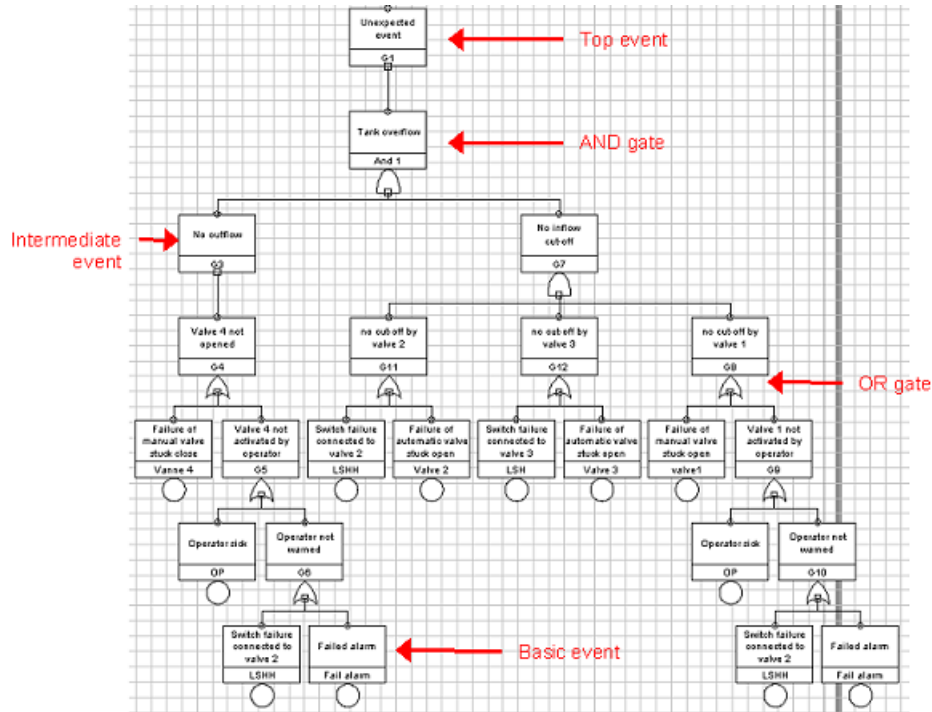 Unexpected
event
G1
Top event
Tank overflow
And 1
AND gate
Intermediate
event
No outflow
G3
No inflow
cut-off
G7
Valve 4 not
opened
G4
no cut off by
valve 2
G11
no cut off by
valve 3
G12
no cut off by
valve 1
G8
OR gate
Failure of
manual valve
stuck close
Vanne 4
Valve 4 not
activated by
operator
G5
Switch failure
connected to
valve 2
LSHH
Failure of
automatic valve
stuck open
Valve 2
Switch failure
connected to
valve 3
LSH
Failure of
automatic valve
stuck open
Valve 3
Failure of
manual valve
stuck open
valve1
Valve 1 not
activated by
operator
G9
Operator sick
OP
Operator not
warned
G6
Operator sick
OP
Operator not
warned
G10
Switch failure
connected to
valve 2
LSHH
Failed alarm
Fail alarm
Basic event
Switch failure
connected to
valve 2
LSHH
Failed alarm
Fail alarm